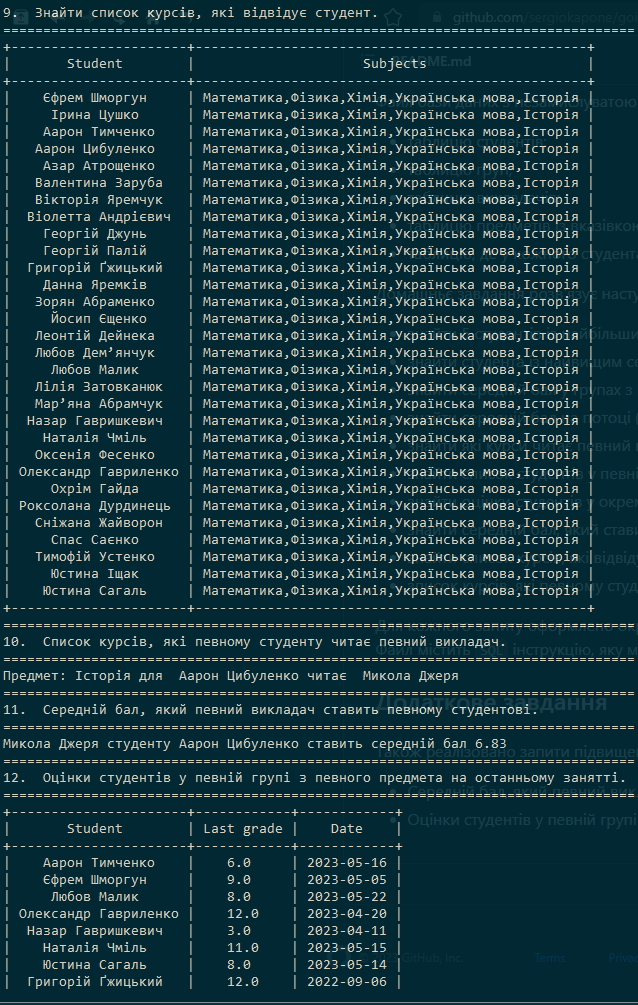 9.  Знайти список курсів, які відвідує студент.
Student | Subjects
Єфрем Шморгун | Математика,Фізика,Хімія,Українська мова,Історія
Ірина Цушко | Математика,Фізика,Хімія,Українська мова,Історія
Аарон Тимченко | Математика,Фізика,Хімія,Українська мова,Історія
Аарон Цибуленко | Математика,Фізика,Хімія,Українська мова,Історія
Азар Атрощенко | Математика,Фізика,Хімія,Українська мова,Історія
Валентина Заруба | Математика,Фізика,Хімія,Українська мова,Історія
Вікторія Яремчук | Математика,Фізика,Хімія,Українська мова,Історія
Віолетта Андрієвич | Математика,Фізика,Хімія,Українська мова,Історія
Георгій Джунь | Математика,Фізика,Хімія,Українська мова,Історія
Георгій Палій | Математика,Фізика,Хімія,Українська мова,Історія
Григорій Ґжицький | Математика,Фізика,Хімія,Українська мова,Історія
Данна Яремків | Математика,Фізика,Хімія,Українська мова,Історія
Зорян Абраменко | Математика,Фізика,Хімія,Українська мова,Історія
Йосип Єщенко | Математика,Фізика,Хімія,Українська мова,Історія
Леонтій Дейнека | Математика,Фізика,Хімія,Українська мова,Історія
Любов Дем’янчук | Математика,Фізика,Хімія,Українська мова,Історія
Любов Малик | Математика,Фізика,Хімія,Українська мова,Історія
Лілія Затовканюк | Математика,Фізика,Хімія,Українська мова,Історія
Мар’яна Абрамчук | Математика,Фізика,Хімія,Українська мова,Історія
Назар Гавришкевич | Математика,Фізика,Хімія,Українська мова,Історія
Наталія Чміль | Математика,Фізика,Хімія,Українська мова,Історія
Оксенія Фесенко | Математика,Фізика,Хімія,Українська мова,Історія
Олександр Гавриленко | Математика,Фізика,Хімія,Українська мова,Історія
Охрім Гайда | Математика,Фізика,Хімія,Українська мова,Історія
Роксолана Дурдинець | Математика,Фізика,Хімія,Українська мова,Історія
Сніжана Жайворон | Математика,Фізика,Хімія,Українська мова,Історія
Спас Саєнко | Математика,Фізика,Хімія,Українська мова,Історія
Тимофій Устенко | Математика,Фізика,Хімія,Українська мова,Історія
Юстина Іщак | Математика,Фізика,Хімія,Українська мова,Історія
Юстина Сагаль | Математика,Фізика,Хімія,Українська мова,Історія
10.  Список курсів, які певному студенту читає певний викладач.
Предмет: Історія для  Аарон Цибуленко читає  Микола Джеря
11.  Середній бал, який певний викладач ставить певному студентові.
Микола Джеря студенту Аарон Цибуленко ставить середній бал 6.83
12.  Оцінки студентів у певній групі з певного предмета на останньому занятті.
Student | Last grade | Date
Аарон Тимченко | 6.0 | 2023-05-16
Єфрем Шморгун | 9.0 | 2023-05-05
Любов Малик | 8.0 | 2023-05-22
Олександр Гавриленко | 12.0 | 2023-04-20
Назар Гавришкевич | 3.0 | 2023-04-11
Наталія Чміль | 11.0 | 2023-05-15
Юстина Сагаль | 8.0 | 2023-05-14
Григорій Ґжицький | 12.0 | 2022-09-06